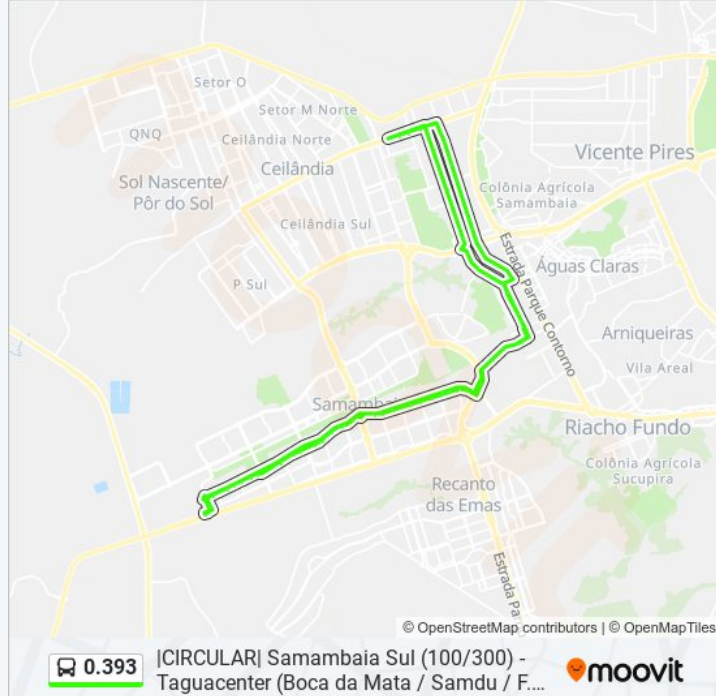 Setor O
Setor M Norte
QNQ
Ceilândia Norte
Ceilândia
Vicente Pires
Sol Nascente/
Pôr do Sol
Colônia Agrícola
Samambaia
Ceilândia Sul
Estrada Parque Contorno
Águas Claras
P Sul
Arniqueiras
Vila Areal
Samambaia
Riacho Fundo
Colônia Agrícola
Sucupira
Recanto
das Emas
Estrada Pa
© OpenStreetMap contributors | © OpenMapTiles
0.393
|CIRCULAR| Samambaia Sul (100/300) -
Taguacenter (Boca da Mata / Samdu / F....
moovit